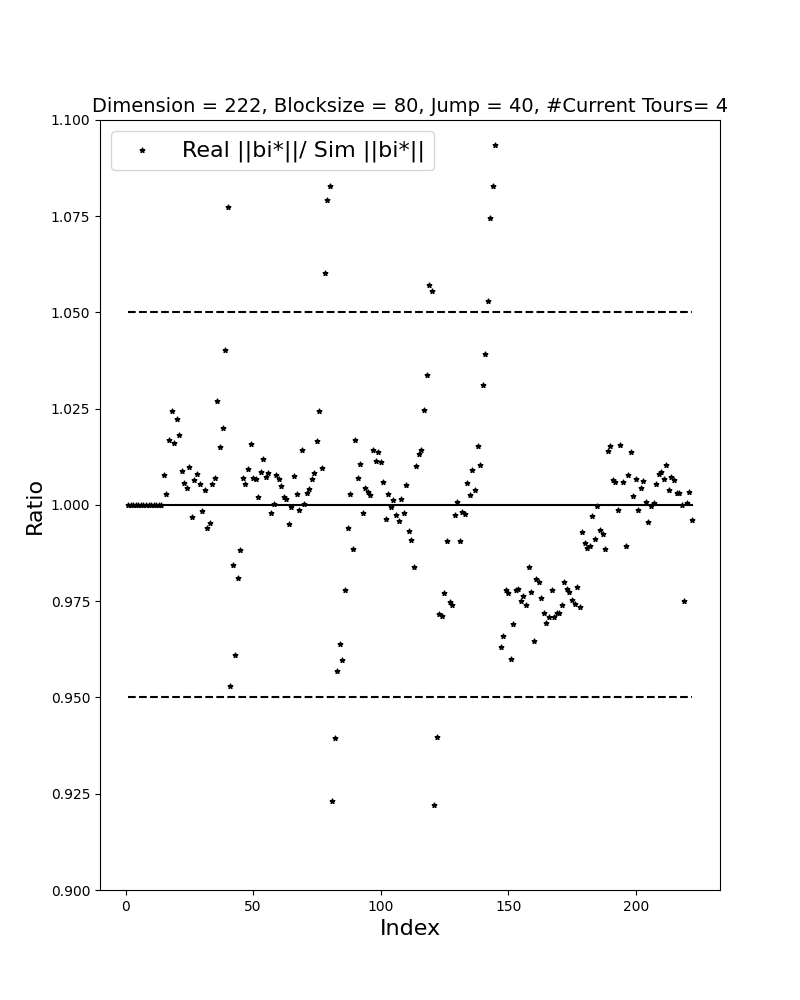 Dimension = 222, Blocksize = 80, Jump = 40, #Current Tours= 4
Real ||bi*||/ Sim ||bi*||
1.100
1.075
1.050
1.025
1.000
0.975
0.950
0.925
0.900
Ratio
0 50 100 150 200
Index